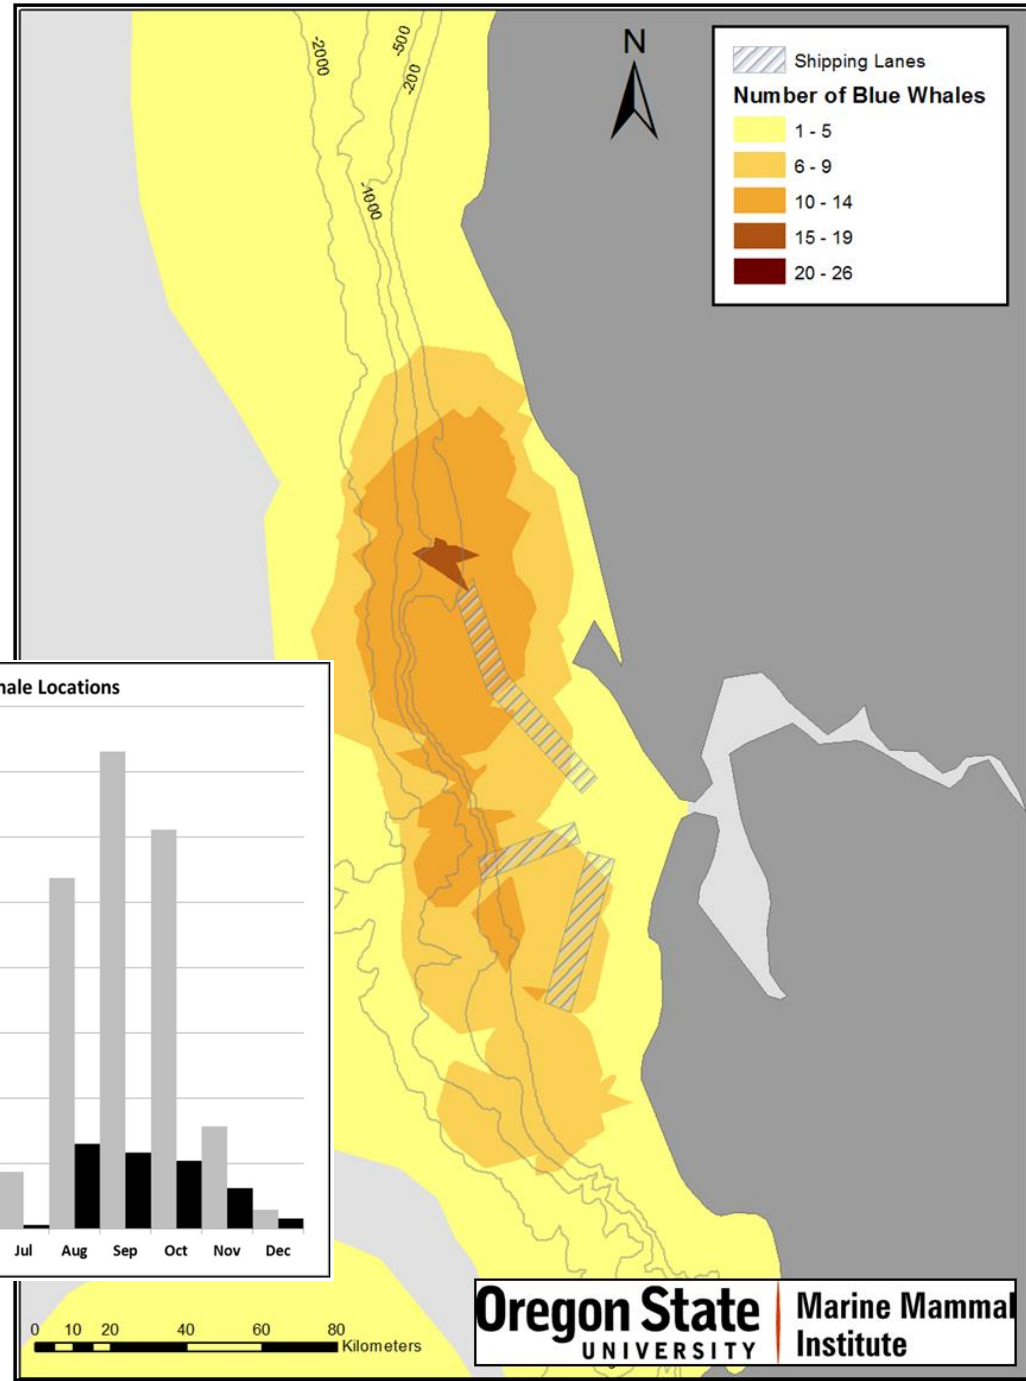 -2000
-500
-200
-1000
N
Shipping Lanes
Number of Blue Whales
1 - 5
6 - 9
10 - 14
15 - 19
20 - 26
Locations
Jul Aug Sep Oct Nov Dec
0 10 20 40 60 80
Kilometers
Oregon State
UNIVERSITY
Marine Mammal
Institute